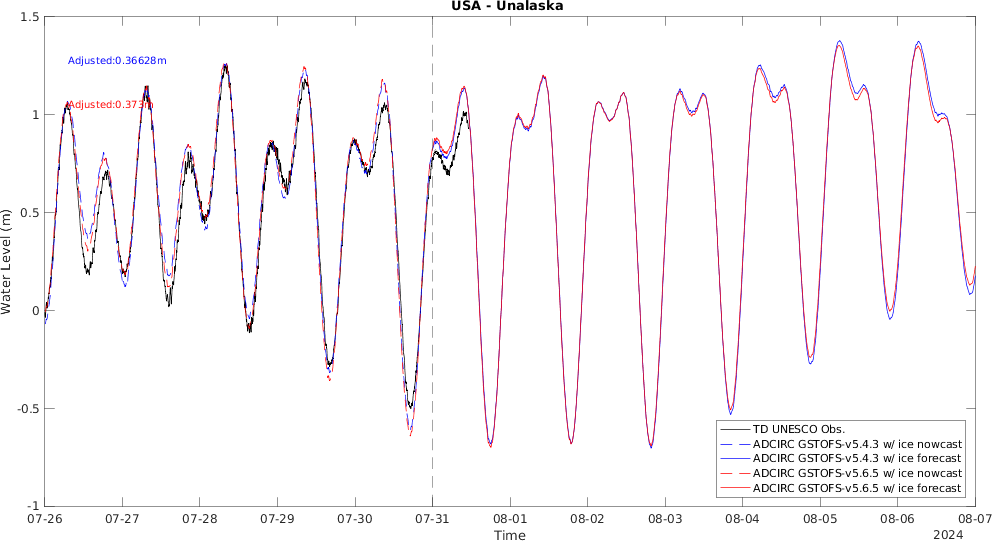 USA - Unalaska
Adjusted:0.36628m
Water Level (m)
1.5
1
0.5
0
-0.5
-1
TD UNESCO Obs.
ADCIRC GSTOFS-v5.4.3 w/ ice nowcast
ADCIRC GSTOFS-v5.4.3 w/ ice forecast
ADCIRC GSTOFS-v5.6.5 w/ ice nowcast
ADCIRC GSTOFS-v5.6.5 w/ ice forecast
07-26 07-27 07-28 07-29 07-30 07-31 08-01 08-02 08-03 08-04 08-05 08-06 08-07
Time
2024